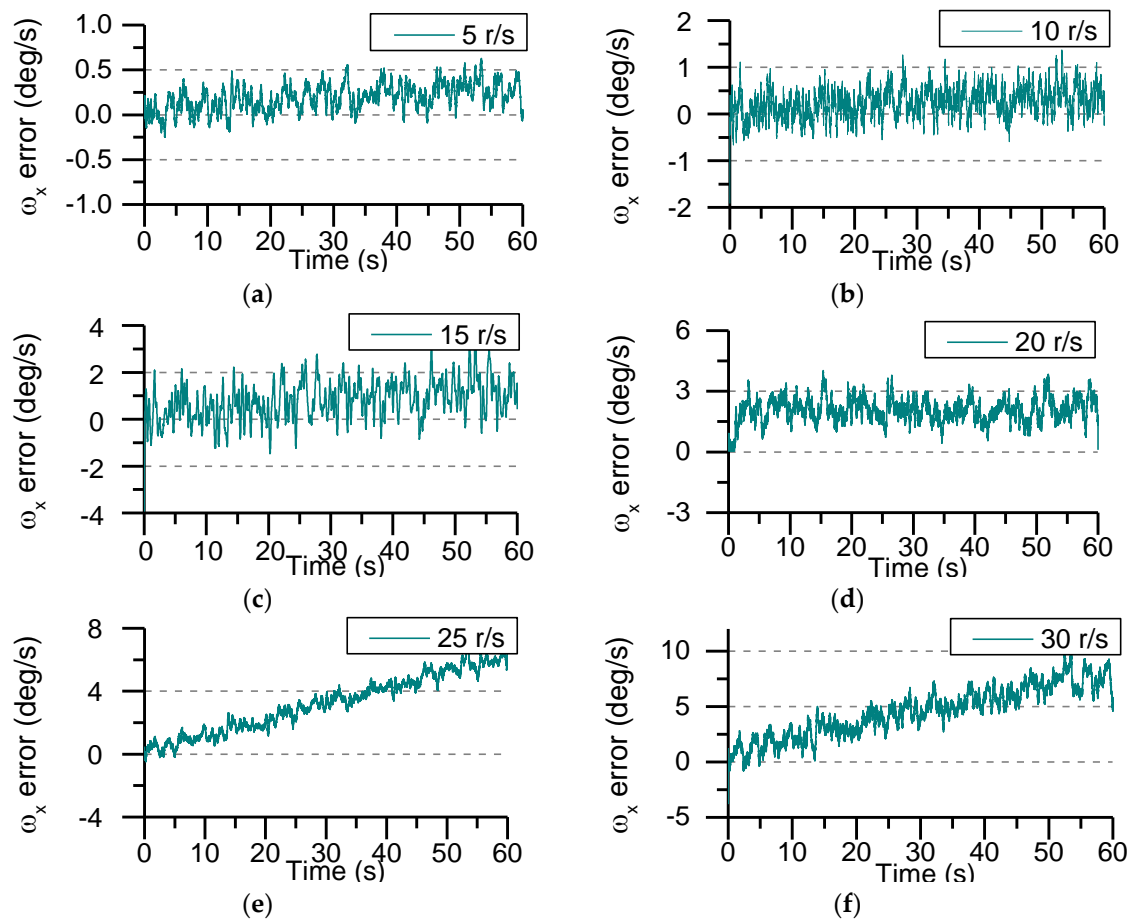 5 r/s
1.0
0.5
0.0
-0.5
-1.0
ωx error (deg/s)
0 10 20 30 40 50 60
Time (s)
(a)
10 r/s
2
1
0
-1
-2
ωx error (deg/s)
0 10 20 30 40 50 60
Time (s)
(b)
15 r/s
4
2
0
-2
-4
ωx error (deg/s)
0 10 20 30 40 50 60
Time (s)
(c)
20 r/s
6
3
0
-3
ωx error (deg/s)
0 10 20 30 40 50 60
Time (s)
(d)
25 r/s
8
4
0
-4
ωx error (deg/s)
0 10 20 30 40 50 60
Time (s)
(e)
30 r/s
10
5
0
-5
ωx error (deg/s)
0 10 20 30 40 50 60
Time (s)
(f)